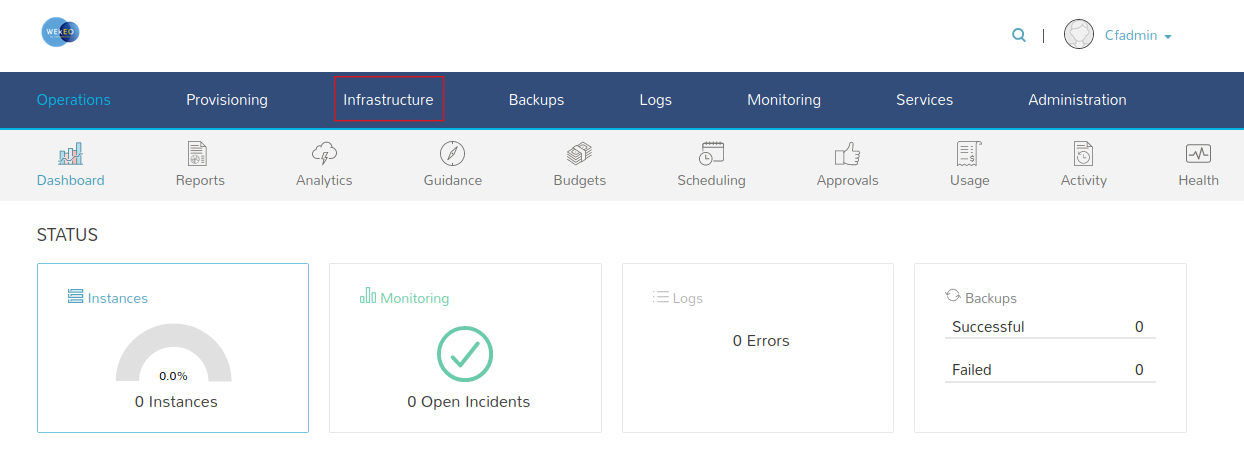 WEkEO
Cfadmin
Operations Provisioning Infrastructure Backups Logs Monitoring Services Administration
Dashboard Reports Analytics Guidance Budgets Scheduling Approvals Usage Activity Health
STATUS
Instances
0.0%
0 Instances
Monitoring
0 Open Incidents
Logs
0 Errors
Backups
Successful 0
Failed 0